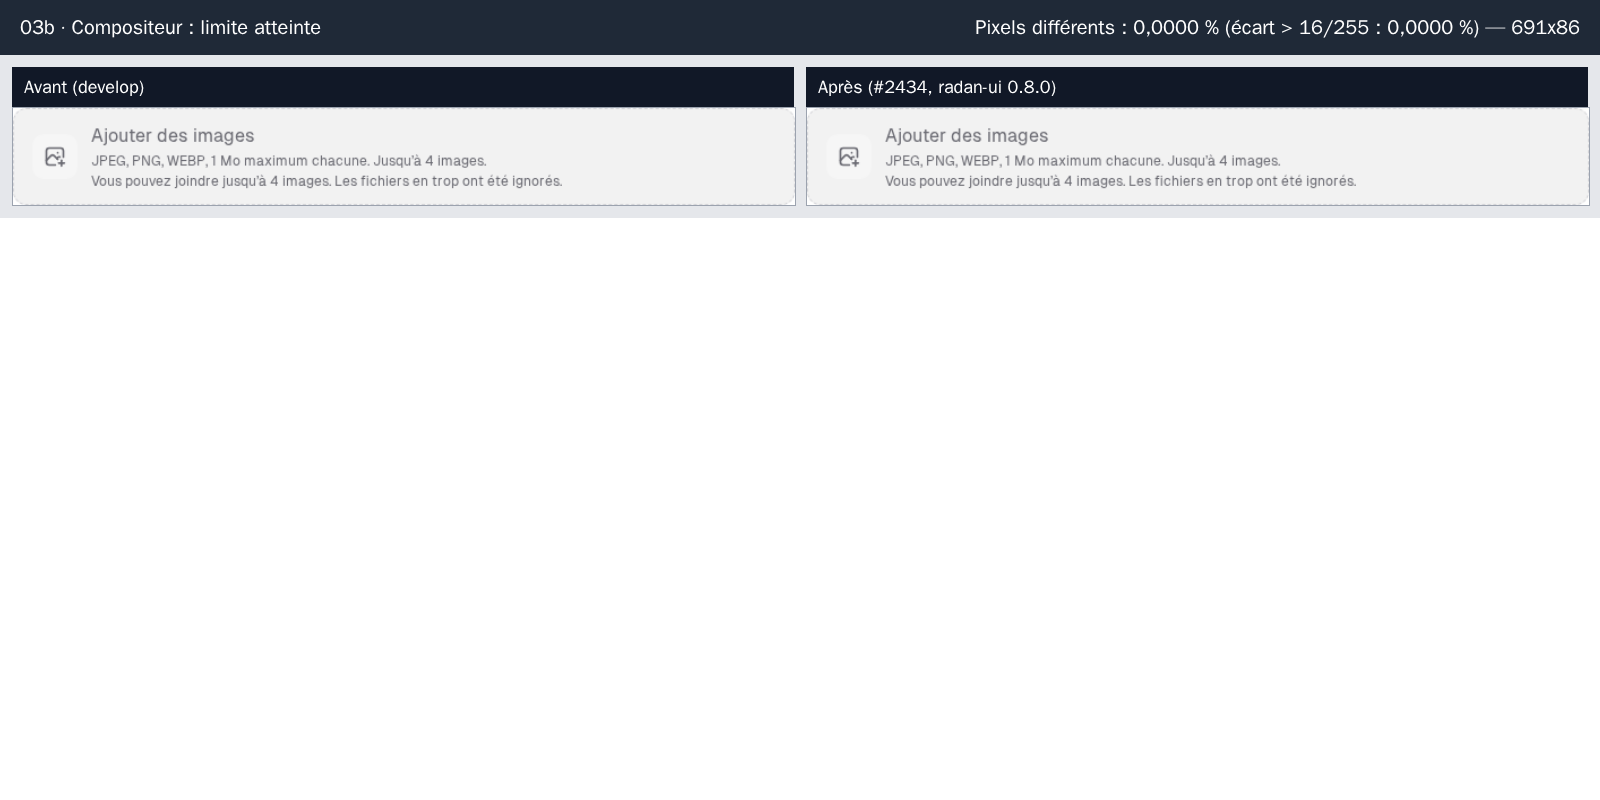 03b · Compositeur : limite atteinte
Pixels différents : 0,0000 % (écart > 16/255 : 0,0000 %) — 691x86
Avant (develop)
Ajouter des images
JPEG, PNG, WEBP, 1 Mo maximum chacune. Jusqu'à 4 images.
Vous pouvez joindre jusqu'à 4 images. Les fichiers en trop ont été ignorés.
Après (#2434, radan-ui 0.8.0)
Ajouter des images
JPEG, PNG, WEBP, 1 Mo maximum chacune. Jusqu'à 4 images.
Vous pouvez joindre jusqu'à 4 images. Les fichiers en trop ont été ignorés.